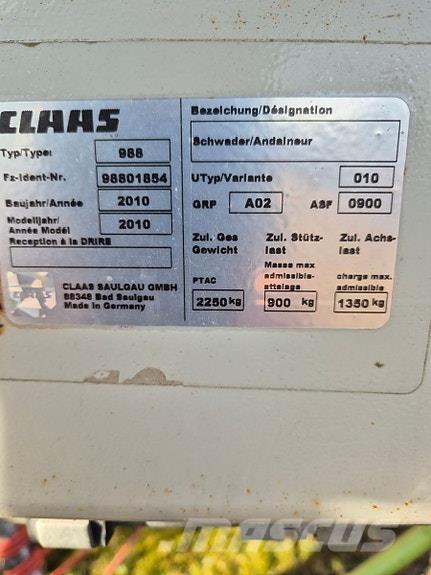 CLAAS
Typ/Type: 988
Fz-Ident-Nr. 98801854
Baujahr/Année 2010
Modelljahr/
Année Modél 2010
Reception à la DRIRE
CLAAS SAULGAU GMBH
88348 Bad Saulgau
Made in Germany
Bezeichung/Désignation
Schwader/Andaineur
UTyp/Variante 010
GRP A02 ASF 0900
Zul. Ges Gewicht
PTAC
2250 kg
Zul. Stütz-
last
Masse max
admissible-
attelage
900 kg
Zul. Achs-
last
charge max.
admissible
1350 kg
mascus